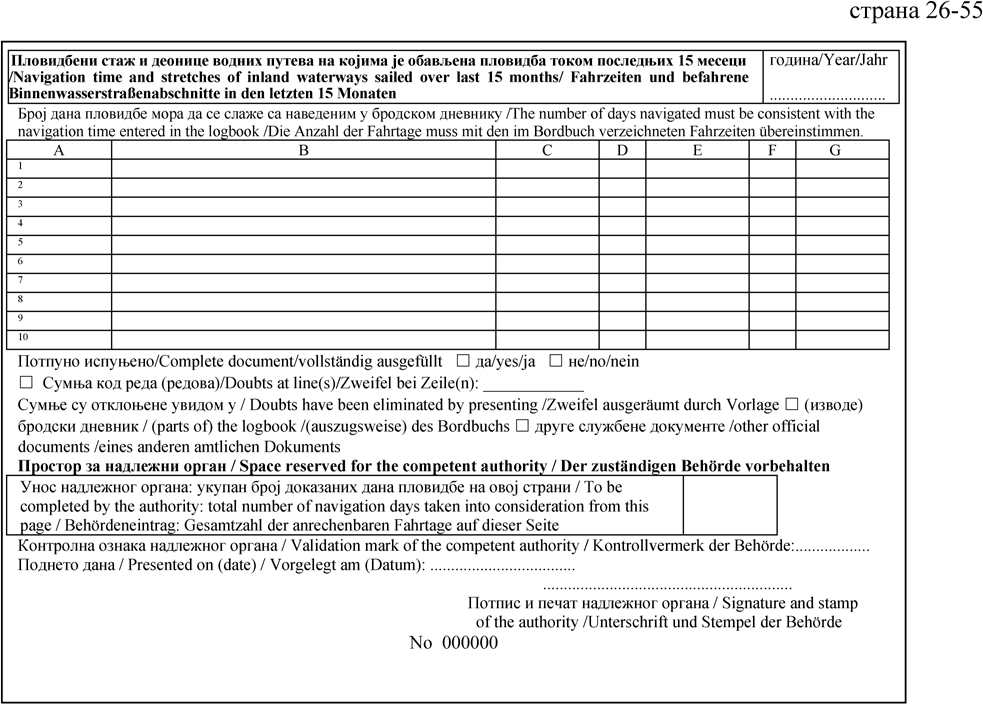 страна 26-55
Пловидбени стаж и деонице водних путева на којима је обављена пловидба током последњих 15 месеци
/Navigation time and stretches of inland waterways sailed over last 15 months/ Fahrzeiten und befahrene
Binnenwasserstraßenabschnitte in den letzten 15 Monaten
година/Year/Jahr
............................
Број дана пловидбе мора да се слаже са наведеним у бродском дневнику /The number of days navigated must be consistent with the
navigation time entered in the logbook /Die Anzahl der Fahrtage muss mit den im Bordbuch verzeichneten Fahrzeiten übereinstimmen.
A B C D E F G
1
2
3
4
5
6
7
8
9
10
Потпуно испуњено/Complete document/vollständig ausgefüllt ☐ да/yes/ja ☐ не/no/nein
☐ Сумња код реда (редова)/Doubts at line(s)/Zweifel bei Zeile(n): ____________
Сумње су отклоњене увидом у / Doubts have been eliminated by presenting /Zweifel ausgeräumt durch Vorlage ☐ (изводе)
бродски дневник / (parts of) the logbook /(auszugsweise) des Bordbuchs ☐ друге службене документе /other official
documents /eines anderen amtlichen Dokuments
Простор за надлежни орган / Space reserved for the competent authority / Der zuständigen Behörde vorbehalten
Унос надлежног органа: укупан број доказаних дана пловидбе на овој страни / To be
completed by the authority: total number of navigation days taken into consideration from this
page / Behördeneintrag: Gesamtzahl der anrechenbaren Fahrtage auf dieser Seite
Контролна ознака надлежног органа / Validation mark of the competent authority / Kontrollvermerk der Behörde:..................
Поднето дана / Presented on (date) / Vorgelegt am (Datum): ...................................
............................................................
Потпис и печат надлежног органа / Signature and stamp
of the authority /Unterschrift und Stempel der Behörde
No 000000